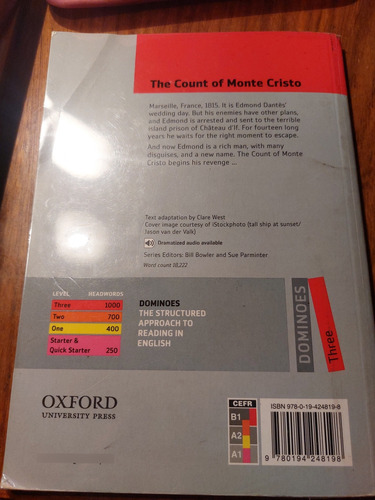 The Count of Monte Cristo
Marseille, France, 1815. It is Edmond Dantès'
wedding day. But his enemies have other plans,
and Edmond is arrested and sent to the terrible
island prison of Château d'If. For fourteen long
years he waits for the right moment to escape.
And now Edmond is a rich man, with many
disguises, and a new name. The Count of Monte
Cristo begins his revenge ...
Text adaptation by Clare West
Cover image courtesy of iStockphoto (tall ship at sunset/
Jason van der Valk)
Dramatized audio available
Series Editors: Bill Bowler and Sue Parminter
Word count
LEVEL HEADWORDS
Three 1000
Two 700
One 400
Starter &
Quick Starter 250
DOMINOES
THE STRUCTURED
APPROACH TO
READING IN
ENGLISH
DOMINOES
Three
OXFORD
UNIVERSITY PRESS
CEFR
B1
A2
A1
ISBN 978-0-19-424819-8
9 780194 248198